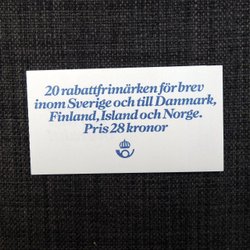 20 rabattfrimärken för brev
inom Sverige och till Danmark,
Finland, Island och Norge.
Pris 28 kronor